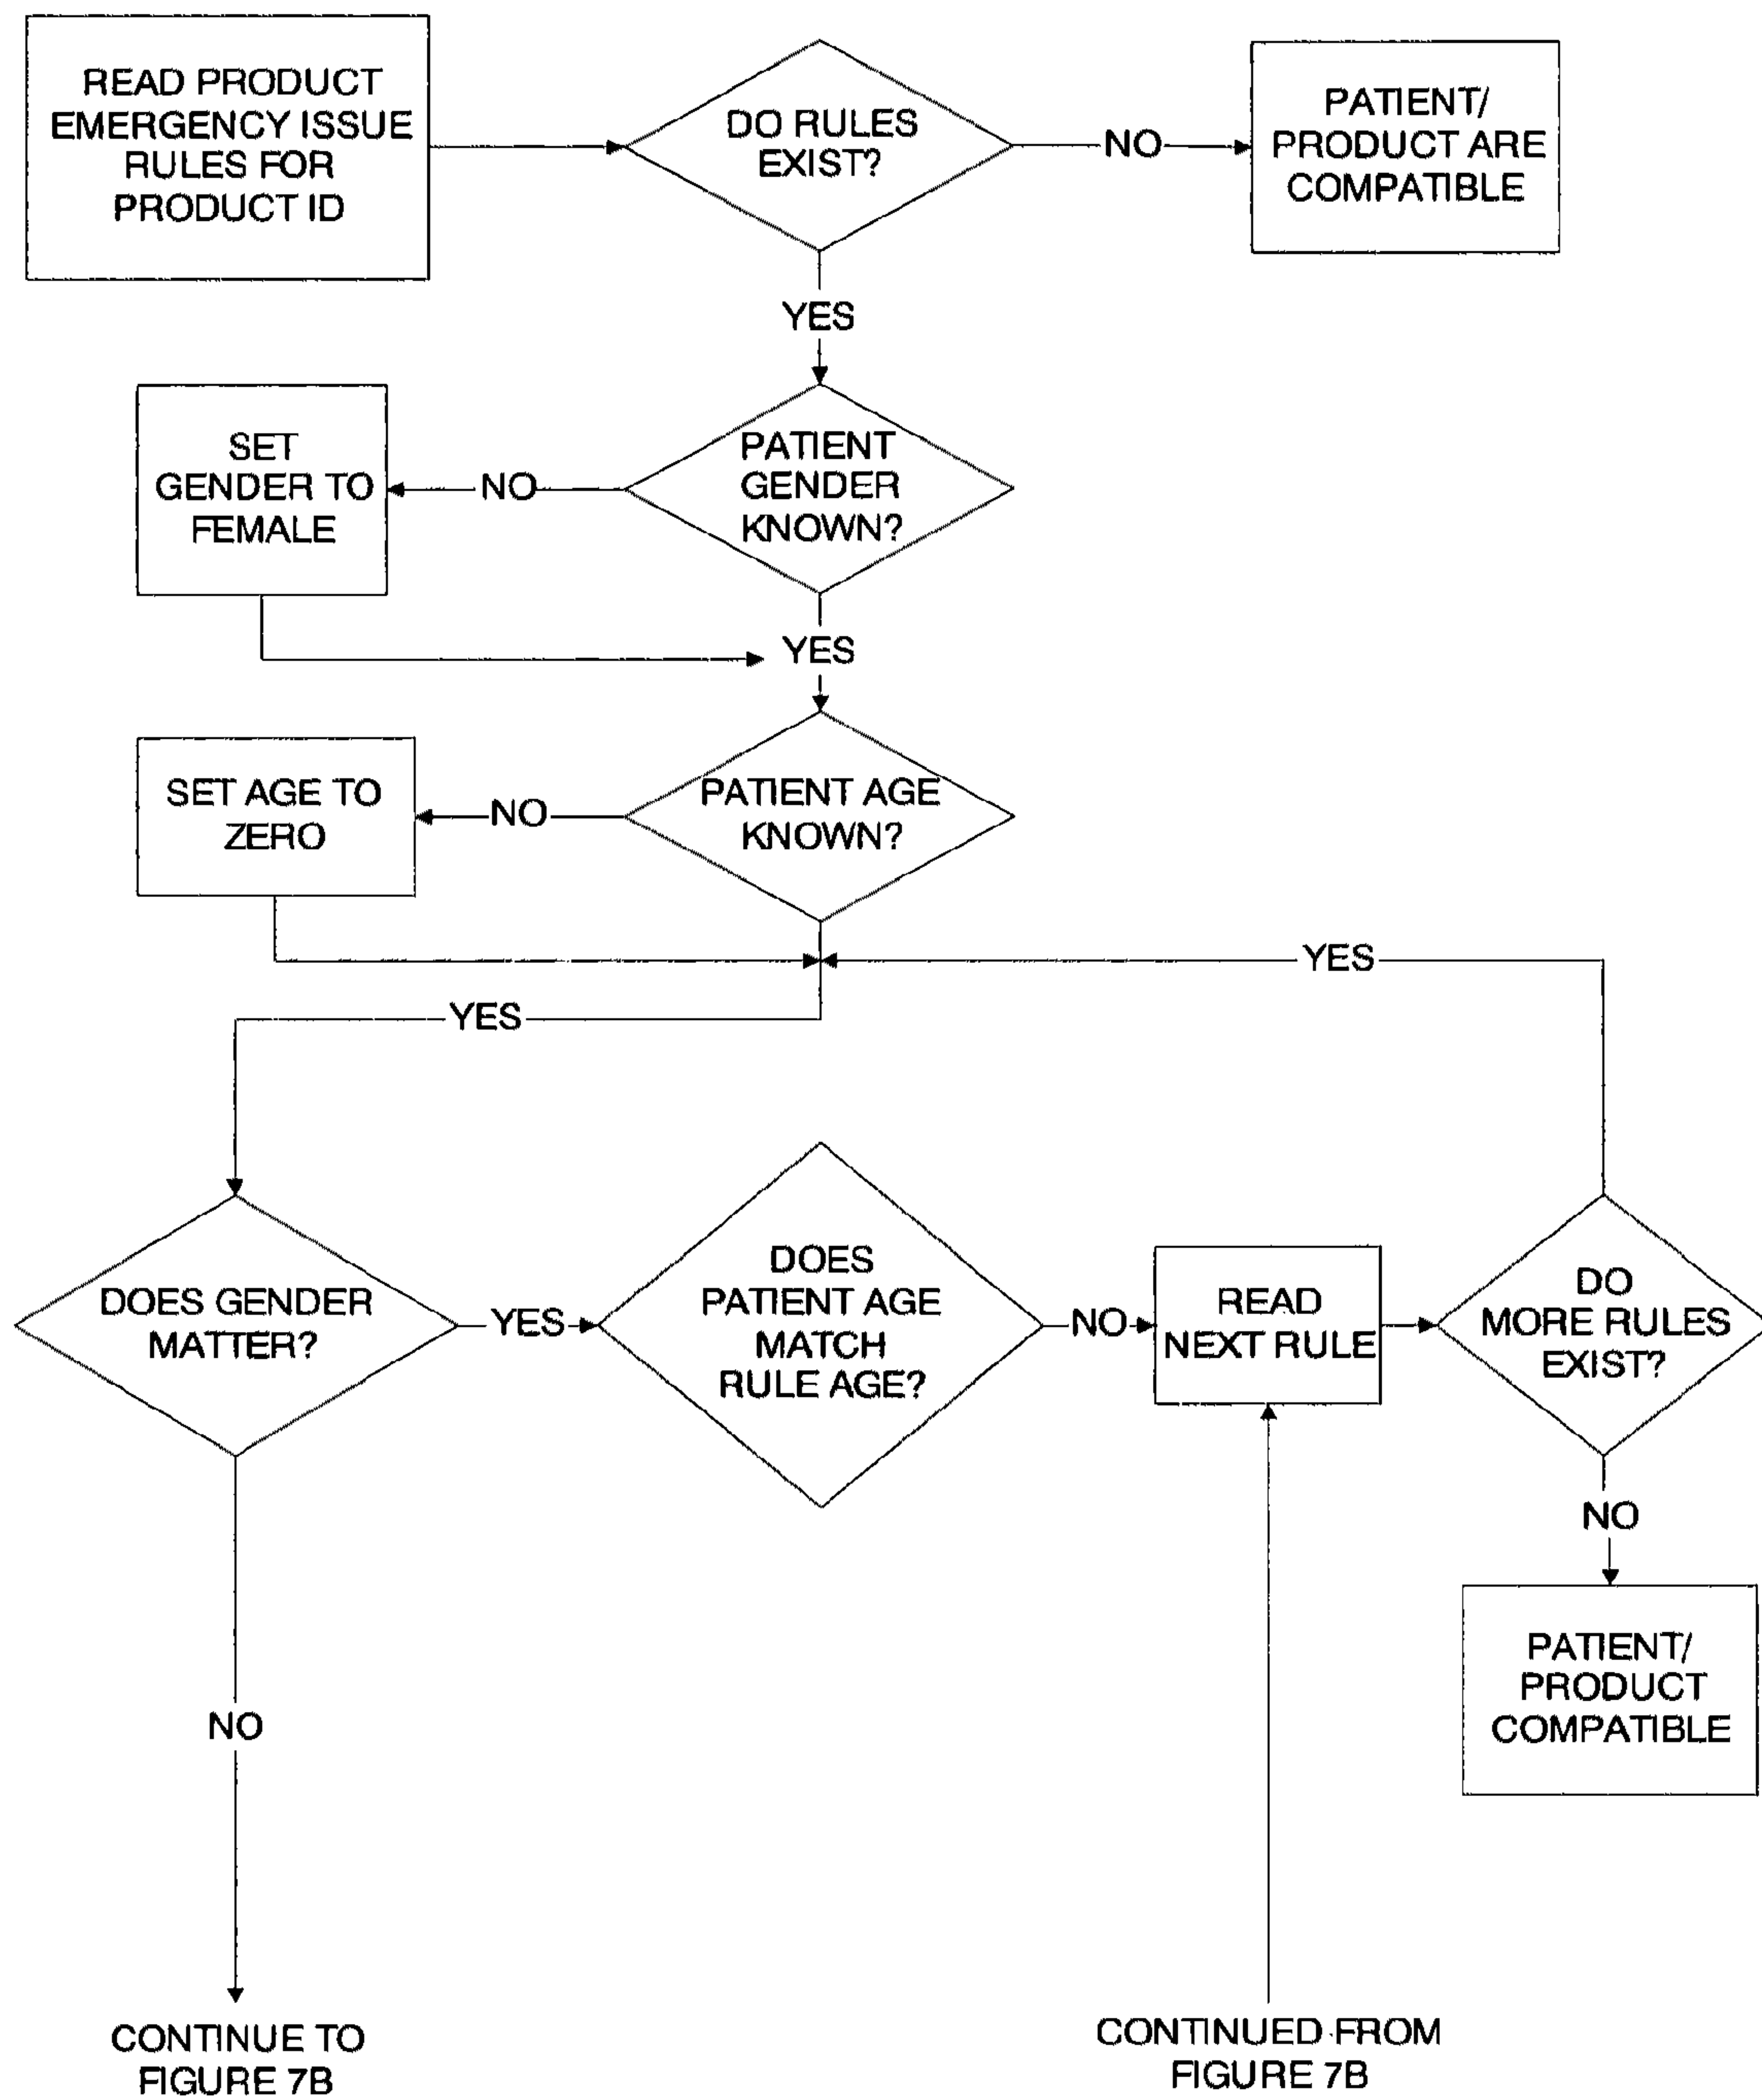 READ PRODUCT
EMERGENCY ISSUE
RULES FOR
PRODUCT ID
DO RULES
EXIST?
NO
PATIENT/
PRODUCT ARE
COMPATIBLE
YES
SET
GENDER TO
FEMALE
NO
PATIENT
GENDER
KNOWN?
YES
SET AGE TO
ZERO
NO
PATIENT AGE
KNOWN?
YES
YES
DOES GENDER
MATTER?
YES
DOES
PATIENT AGE
MATCH
RULE AGE?
NO
READ
NEXT RULE
DO
MORE RULES
EXIST?
NO
PATIENT/
PRODUCT
COMPATIBLE
NO
CONTINUE TO
FIGURE 7B
CONTINUED FROM
FIGURE 7B